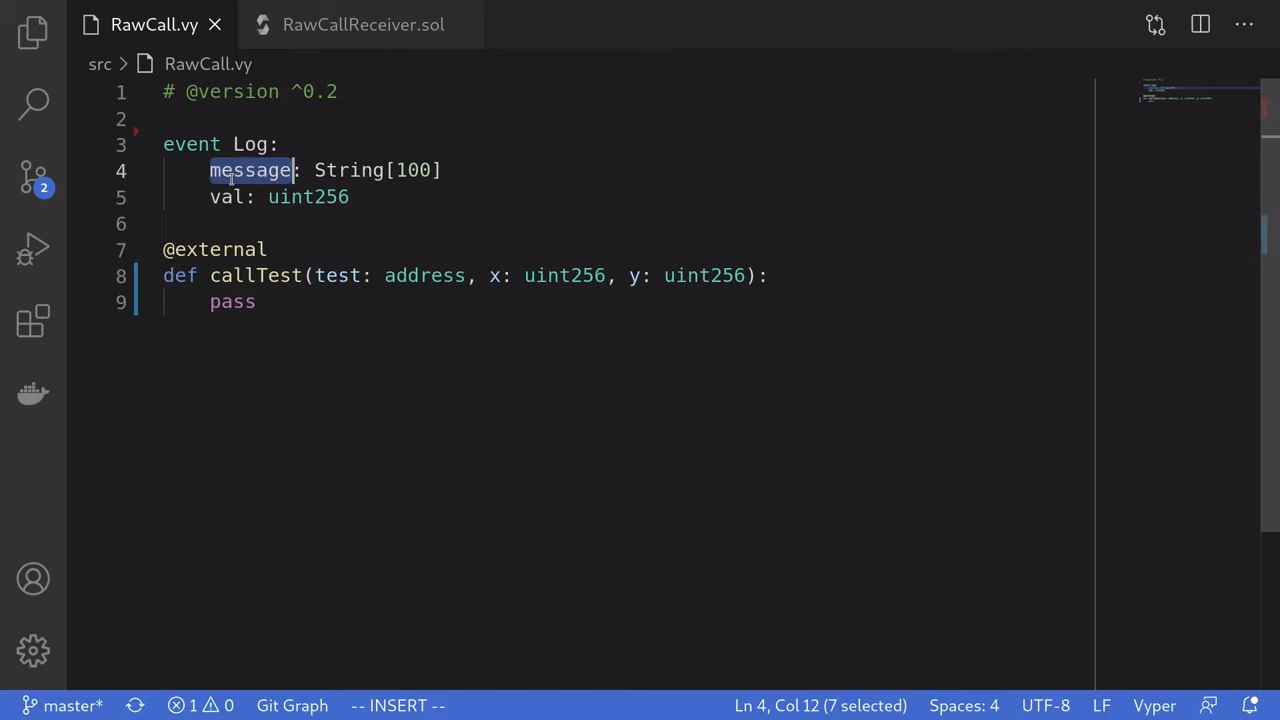 RawCall.vy
RawCallReceiver.sol
src > RawCall.vy
1 # @version ^0.2
2
3 event Log:
4 message: String[100]
5 val: uint256
6
7 @external
8 def callTest(test: address, x: uint256, y: uint256):
9 pass
2
master* 1 0 Git Graph -- INSERT -- Ln 4, Col 12 (7 selected) Spaces: 4 UTF-8 LF Vyper